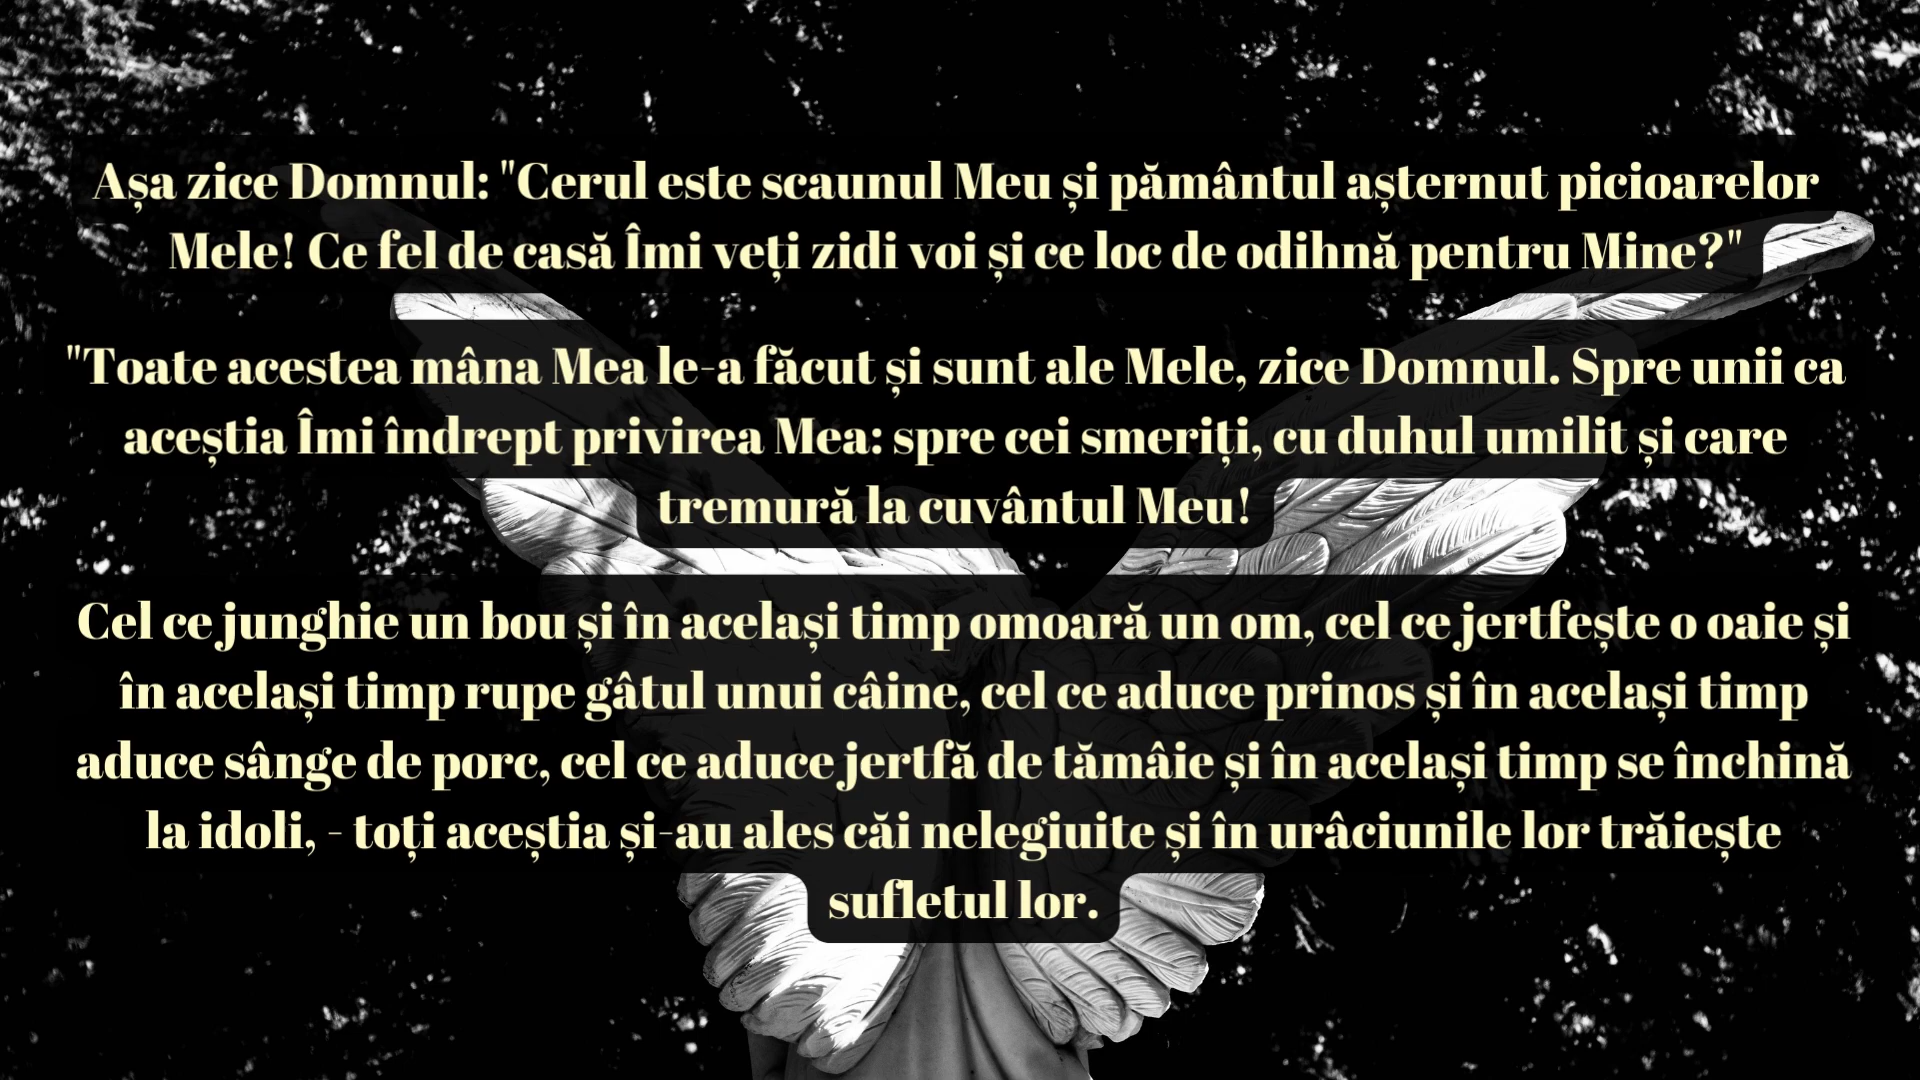 Așa zice Domnul: "Cerul este scaunul Meu și pământul așternut picioarelor
Mele! Ce fel de casă Îmi veți zidi voi și ce loc de odihnă pentru Mine?"
"Toate acestea mâna Mea le-a făcut și sunt ale Mele, zice Domnul. Spre unii ca
aceștia Îmi îndrept privirea Mea: spre cei smeriți, cu duhul umilit și care
tremură la cuvântul Meu!
Cel ce junghie un bou și în același timp omoară un om, cel ce jertfește o oaie și
în același timp rupe gâtul unui câine, cel ce aduce prinos și în același timp
aduce sânge de porc, cel ce aduce jertfă de tămâie și în același timp se închină
la idoli, - toți aceștia și-au ales căi nelegiuite și în urâciunile lor trăiește
sufletul lor.